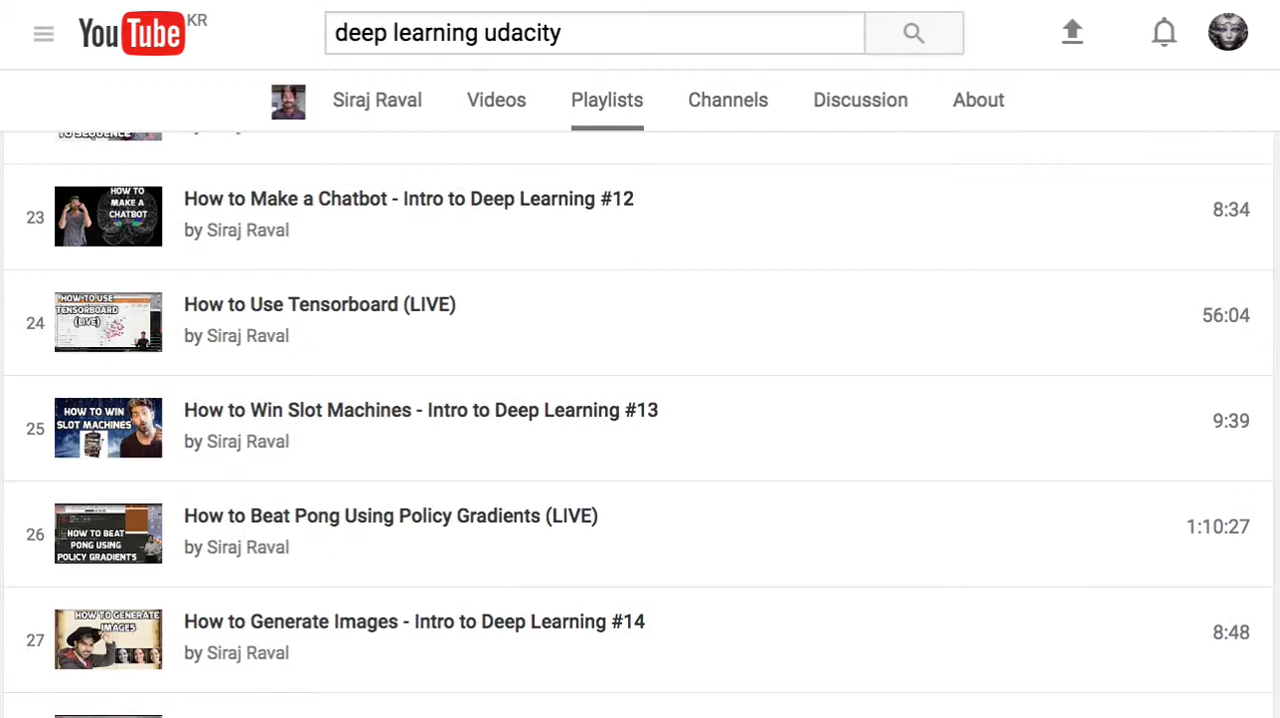 YouTube KR
deep learning udacity
Siraj Raval Videos Playlists Channels Discussion About
TO SEQUENCE
23 How to Make a Chatbot - Intro to Deep Learning #12 8:34
by Siraj Raval
HOW TO
MAKE A
CHATBOT
24 How to Use Tensorboard (LIVE) 56:04
by Siraj Raval
HOW TO USE
TENSORBOARD
(LIVE)
25 How to Win Slot Machines - Intro to Deep Learning #13 9:39
by Siraj Raval
HOW TO WIN
SLOT MACHINES
26 How to Beat Pong Using Policy Gradients (LIVE) 1:10:27
by Siraj Raval
HOW TO BEAT
PONG USING
POLICY GRADIENTS
27 How to Generate Images - Intro to Deep Learning #14 8:48
by Siraj Raval
HOW TO GENERATE
IMAGES